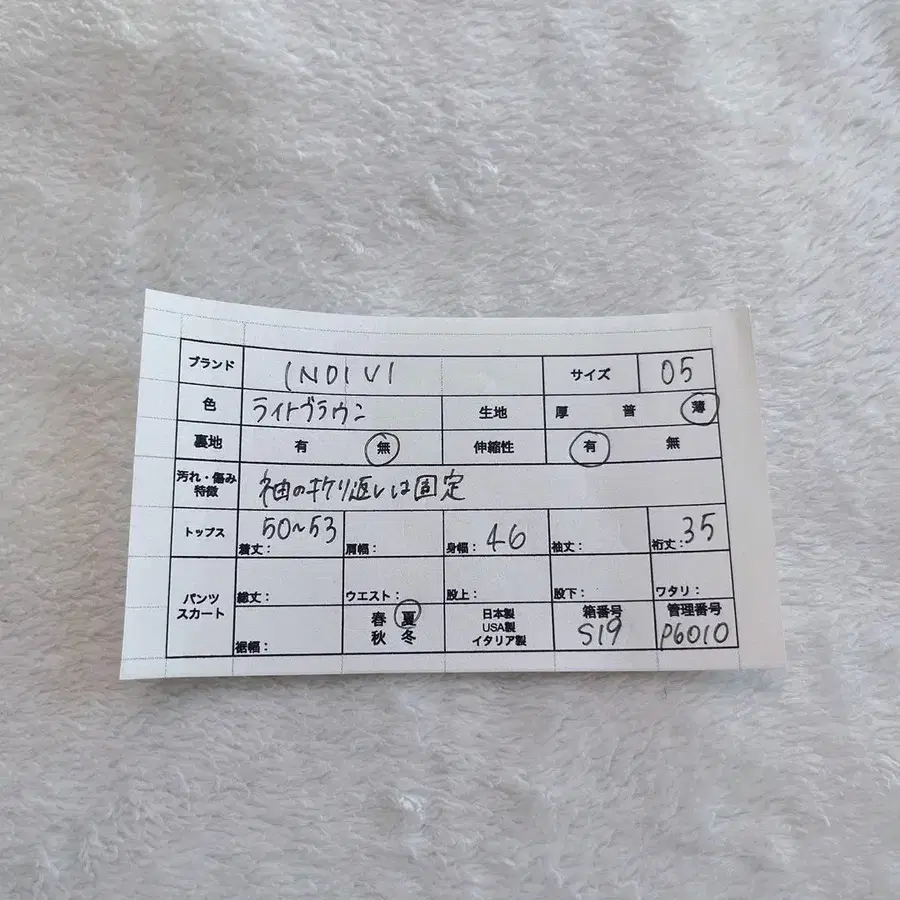 ブランド INDIVI サイズ 05
色 ライトブラウン 生地 厚 普 薄
裏地 有 無 伸縮性 有 無
汚れ・傷み
特徴 袖の折り返しは固定
トップス 着丈: 50~53 肩幅: 身幅: 46 袖丈: 裄丈: 35
パンツ
スカート
総丈: ウエスト: 股上: 股下: ワタリ:
裾幅:
春 夏
秋 冬
日本製
USA製
イタリア製
箱番号
S19
管理番号
P6010